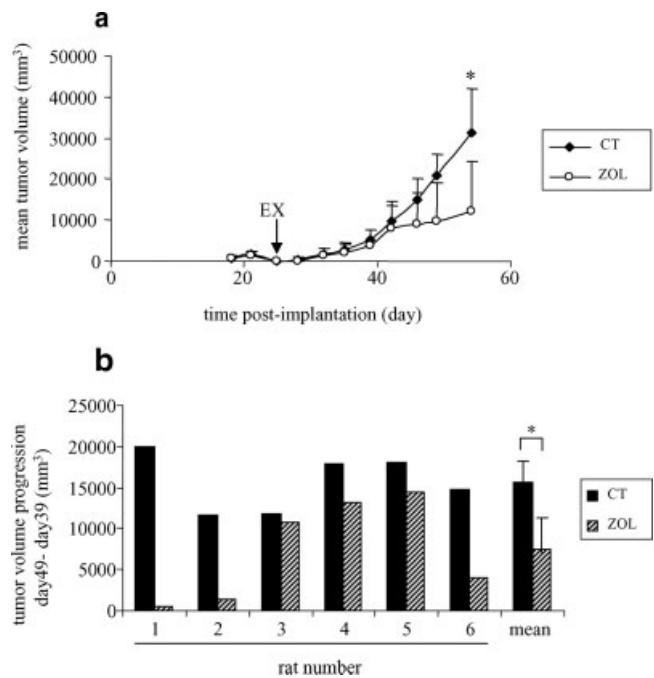 a
mean tumor volume (mm³)
50000
40000
30000
20000
10000
0
*
EX
CT
ZOL
0 20 40 60
time post-implantation (day)
b
tumor volume progression
day49- day39 (mm³)
25000
20000
15000
10000
5000
0
*
CT
ZOL
1 2 3 4 5 6 mean
rat number